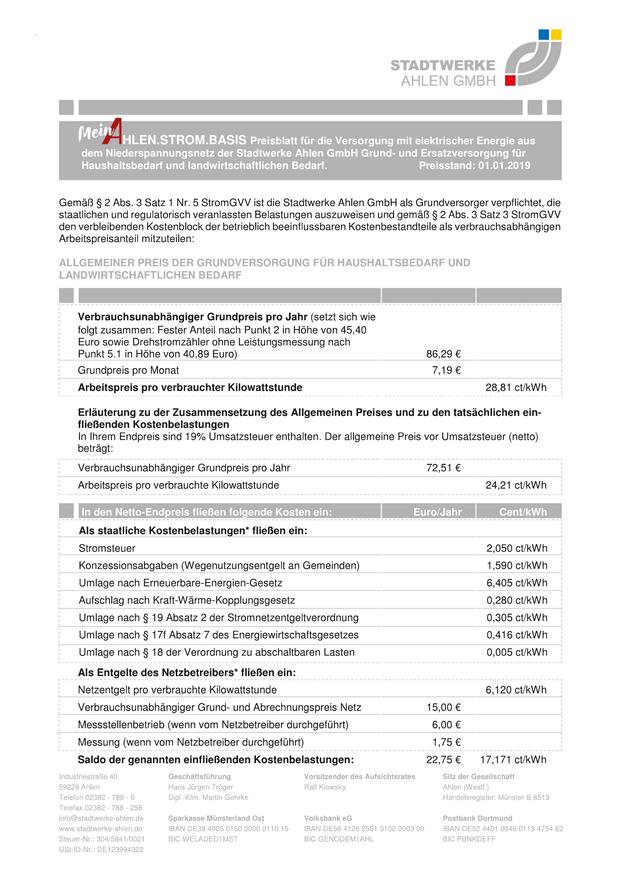 STADTWERKE
AHLEN GMBH
MeinAHLEN.STROM.BASIS Preisblatt für die Versorgung mit elektrischer Energie aus
dem Niederspannungsnetz der Stadtwerke Ahlen GmbH Grund- und Ersatzversorgung für
Haushaltsbedarf und landwirtschaftlichen Bedarf. Preisstand: 01.01.2019
Gemäß § 2 Abs. 3 Satz 1 Nr. 5 StromGVV ist die Stadtwerke Ahlen GmbH als Grundversorger verpflichtet, die
staatlichen und regulatorisch veranlassten Belastungen auszuweisen und gemäß § 2 Abs. 3 Satz 3 StromGVV
den verbleibenden Kostenblock der betrieblich beeinflussbaren Kostenbestandteile als verbrauchsabhängigen
Arbeitspreisanteil mitzuteilen:
ALLGEMEINER PREIS DER GRUNDVERSORGUNG FÜR HAUSHALTSBEDARF UND
LANDWIRTSCHAFTLICHEN BEDARF
Verbrauchsunabhängiger Grundpreis pro Jahr (setzt sich wie
folgt zusammen: Fester Anteil nach Punkt 2 in Höhe von 45,40
Euro sowie Drehstromzähler ohne Leistungsmessung nach
Punkt 5.1 in Höhe von 40,89 Euro) 86,29 €
Grundpreis pro Monat 7,19 €
Arbeitspreis pro verbrauchter Kilowattstunde 28,81 ct/kWh
Erläuterung zu der Zusammensetzung des Allgemeinen Preises und zu den tatsächlichen ein-
fließenden Kostenbelastungen
In Ihrem Endpreis sind 19% Umsatzsteuer enthalten. Der allgemeine Preis vor Umsatzsteuer (netto)
beträgt:
Verbrauchsunabhängiger Grundpreis pro Jahr 72,51 €
Arbeitspreis pro verbrauchte Kilowattstunde 24,21 ct/kWh
In den Netto-Endpreis fließen folgende Kosten ein: Euro/Jahr Cent/kWh
Als staatliche Kostenbelastungen* fließen ein:
Stromsteuer 2,050 ct/kWh
Konzessionsabgaben (Wegenutzungsentgelt an Gemeinden) 1,590 ct/kWh
Umlage nach Erneuerbare-Energien-Gesetz 6,405 ct/kWh
Aufschlag nach Kraft-Wärme-Kopplungsgesetz 0,280 ct/kWh
Umlage nach § 19 Absatz 2 der Stromnetzentgeltverordnung 0,305 ct/kWh
Umlage nach § 17f Absatz 7 des Energiewirtschaftsgesetzes 0,416 ct/kWh
Umlage nach § 18 der Verordnung zu abschaltbaren Lasten 0,005 ct/kWh
Als Entgelte des Netzbetreibers* fließen ein:
Netzentgelt pro verbrauchte Kilowattstunde 6,120 ct/kWh
Verbrauchsunabhängiger Grund- und Abrechnungspreis Netz 15,00 €
Messstellenbetrieb (wenn vom Netzbetreiber durchgeführt) 6,00 €
Messung (wenn vom Netzbetreiber durchgeführt) 1,75 €
Saldo der genannten einfließenden Kostenbelastungen: 22,75 € 17,171 ct/kWh
Industriestraße 40 Geschäftsführung Vorsitzender des Aufsichtsrates Sitz der Gesellschaft
59229 Ahlen Hans Jürgen Tröger Ralf Kiowsky Ahlen (Westf.)
Telefon 02382 - 788 - 0 Dipl.-Kfm. Martin Gehrke Handelsregister: Münster B 8513
Telefax 02382 - 788 - 258
info@stadtwerke-ahlen.de Sparkasse Münsterland Ost Volksbank eG Postbank Dortmund
www.stadtwerke-ahlen.de IBAN DE38 4005 0150 0000 0110 15 IBAN DE56 4126 2501 0102 0003 00 IBAN DE52 4401 0046 0113 4754 62
Steuer-Nr.: 304/5841/0021 BIC WELADED1MST BIC GENODEM1AHL BIC PBNKDEFF
USt-ID-Nr.: DE123994322